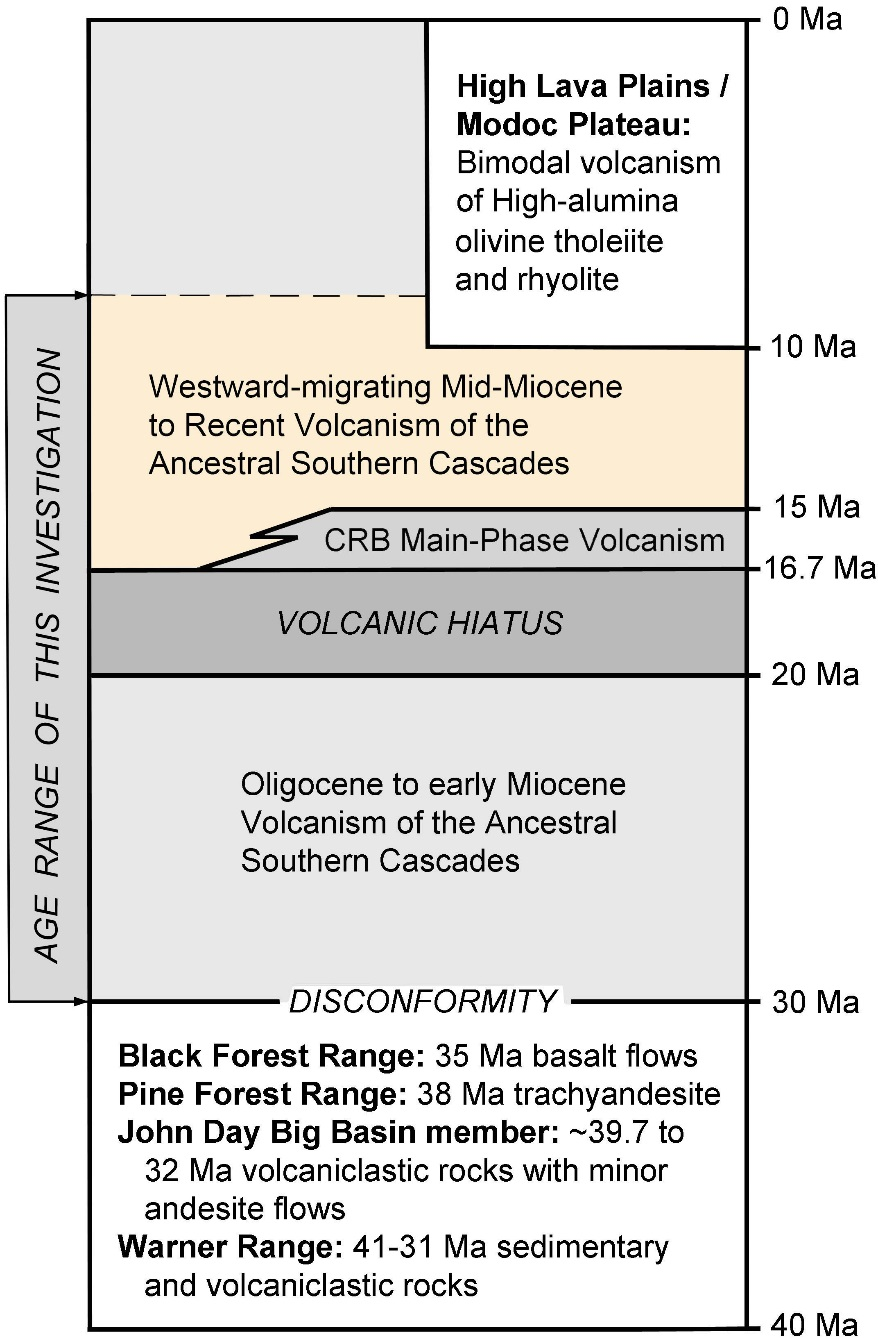 0 Ma
High Lava Plains /
Modoc Plateau:
Bimodal volcanism
of High-alumina
olivine tholeiite
and rhyolite
10 Ma
AGE RANGE OF THIS INVESTIGATION
Westward-migrating Mid-Miocene
to Recent Volcanism of the
Ancestral Southern Cascades
15 Ma
CRB Main-Phase Volcanism
16.7 Ma
VOLCANIC HIATUS
20 Ma
Oligocene to early Miocene
Volcanism of the Ancestral
Southern Cascades
DISCONFORMITY
30 Ma
Black Forest Range: 35 Ma basalt flows
Pine Forest Range: 38 Ma trachyandesite
John Day Big Basin member: ~39.7 to
32 Ma volcaniclastic rocks with minor
andesite flows
Warner Range: 41-31 Ma sedimentary
and volcaniclastic rocks
40 Ma